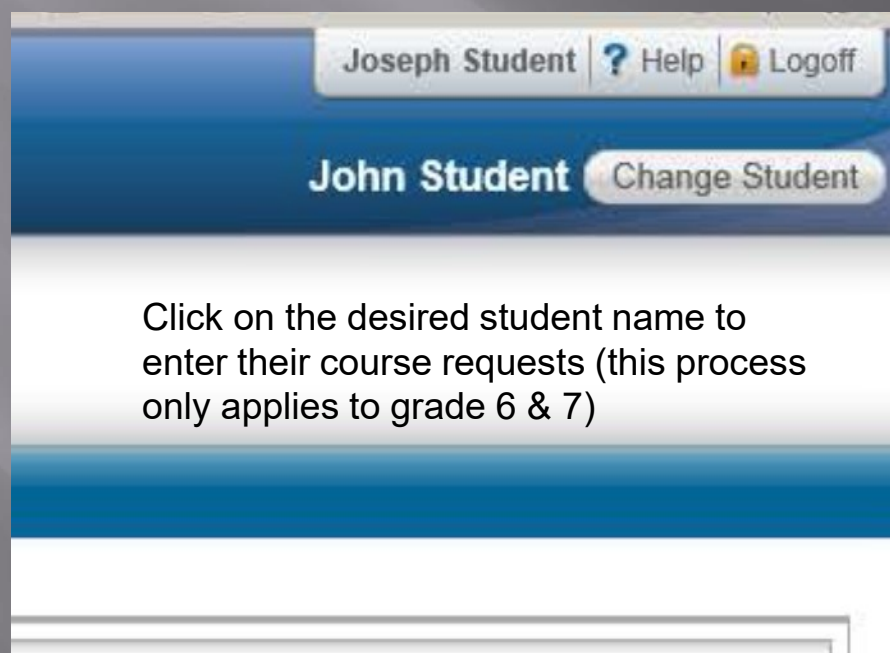 Joseph Student ? Help Logoff
John Student Change Student
Click on the desired student name to
enter their course requests (this process
only applies to grade 6 & 7)